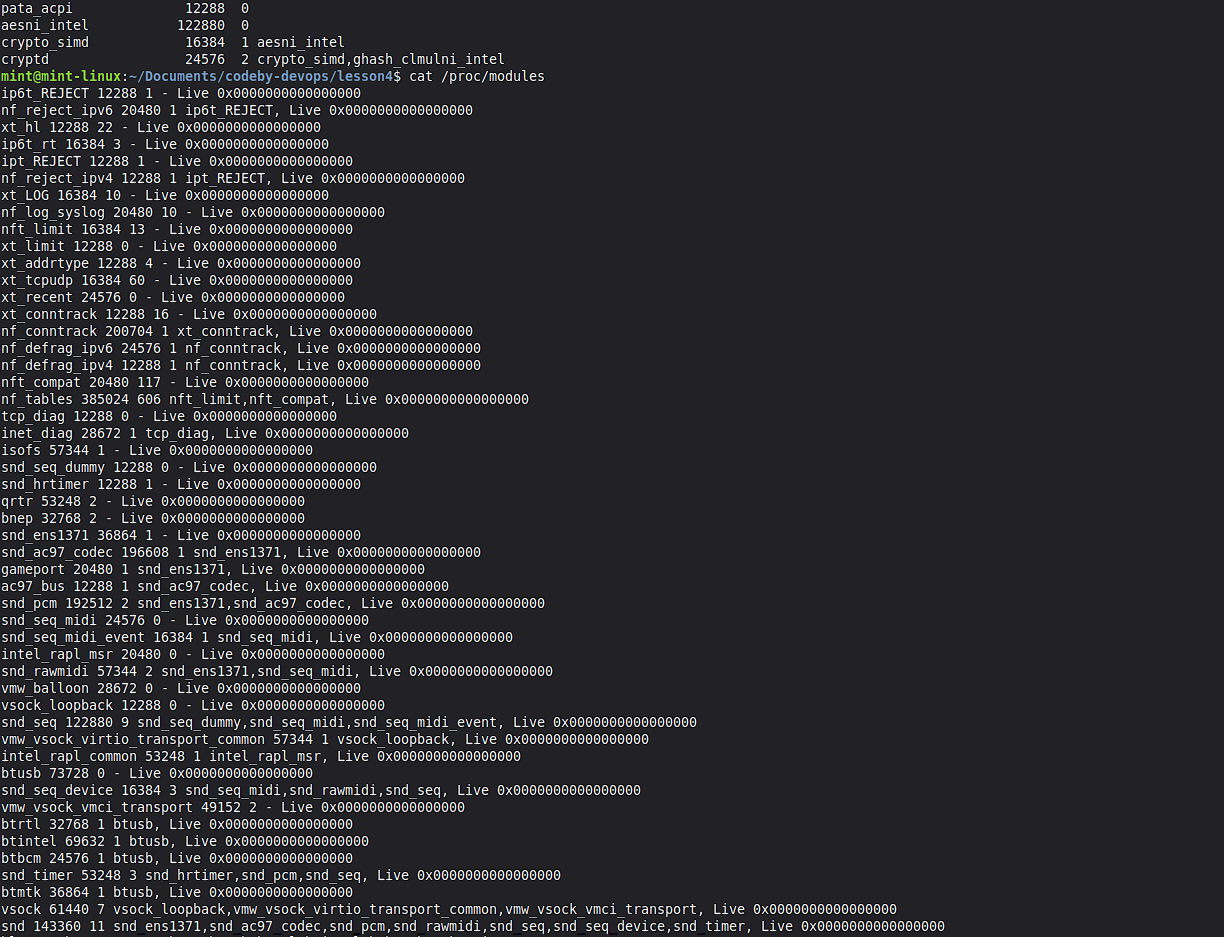 pata_acpi              12288  0
aesni_intel           122880  0
crypto_simd            16384  1 aesni_intel
cryptd                 24576  2 crypto_simd,ghash_clmulni_intel
mint@mint-linux:~/Documents/codeby-devops/lesson4$ cat /proc/modules
ip6t_REJECT 12288 1 - Live 0x0000000000000000
nf_reject_ipv6 20480 1 ip6t_REJECT, Live 0x0000000000000000
xt_hl 12288 22 - Live 0x0000000000000000
ip6t_rt 16384 3 - Live 0x0000000000000000
ipt_REJECT 12288 1 - Live 0x0000000000000000
nf_reject_ipv4 12288 1 ipt_REJECT, Live 0x0000000000000000
xt_LOG 16384 10 - Live 0x0000000000000000
nf_log_syslog 20480 10 - Live 0x0000000000000000
nft_limit 16384 13 - Live 0x0000000000000000
xt_limit 12288 0 - Live 0x0000000000000000
xt_addrtype 12288 4 - Live 0x0000000000000000
xt_tcpudp 16384 60 - Live 0x0000000000000000
xt_recent 24576 0 - Live 0x0000000000000000
xt_conntrack 12288 16 - Live 0x0000000000000000
nf_conntrack 200704 1 xt_conntrack, Live 0x0000000000000000
nf_defrag_ipv6 24576 1 nf_conntrack, Live 0x0000000000000000
nf_defrag_ipv4 12288 1 nf_conntrack, Live 0x0000000000000000
nft_compat 20480 117 - Live 0x0000000000000000
nf_tables 385024 606 nft_limit,nft_compat, Live 0x0000000000000000
tcp_diag 12288 0 - Live 0x0000000000000000
inet_diag 28672 1 tcp_diag, Live 0x0000000000000000
isofs 57344 1 - Live 0x0000000000000000
snd_seq_dummy 12288 0 - Live 0x0000000000000000
snd_hrtimer 12288 1 - Live 0x0000000000000000
qrtr 53248 2 - Live 0x0000000000000000
bnep 32768 2 - Live 0x0000000000000000
snd_ens1371 36864 1 - Live 0x0000000000000000
snd_ac97_codec 196608 1 snd_ens1371, Live 0x0000000000000000
gameport 20480 1 snd_ens1371, Live 0x0000000000000000
ac97_bus 12288 1 snd_ac97_codec, Live 0x0000000000000000
snd_pcm 192512 2 snd_ens1371,snd_ac97_codec, Live 0x0000000000000000
snd_seq_midi 24576 0 - Live 0x0000000000000000
snd_seq_midi_event 16384 1 snd_seq_midi, Live 0x0000000000000000
intel_rapl_msr 20480 0 - Live 0x0000000000000000
snd_rawmidi 57344 2 snd_ens1371,snd_seq_midi, Live 0x0000000000000000
vmw_balloon 28672 0 - Live 0x0000000000000000
vsock_loopback 12288 0 - Live 0x0000000000000000
snd_seq 122880 9 snd_seq_dummy,snd_seq_midi,snd_seq_midi_event, Live 0x0000000000000000
vmw_vsock_virtio_transport_common 57344 1 vsock_loopback, Live 0x0000000000000000
intel_rapl_common 53248 1 intel_rapl_msr, Live 0x0000000000000000
btusb 73728 0 - Live 0x0000000000000000
snd_seq_device 16384 3 snd_seq_midi,snd_rawmidi,snd_seq, Live 0x0000000000000000
vmw_vsock_vmci_transport 49152 2 - Live 0x0000000000000000
btrtl 32768 1 btusb, Live 0x0000000000000000
btintel 69632 1 btusb, Live 0x0000000000000000
btbcm 24576 1 btusb, Live 0x0000000000000000
snd_timer 53248 3 snd_hrtimer,snd_pcm,snd_seq, Live 0x0000000000000000
btmtk 36864 1 btusb, Live 0x0000000000000000
vsock 61440 7 vsock_loopback,vmw_vsock_virtio_transport_common,vmw_vsock_vmci_transport, Live 0x0000000000000000
snd 143360 11 snd_ens1371,snd_ac97_codec,snd_pcm,snd_rawmidi,snd_seq,snd_seq_device,snd_timer, Live 0x0000000000000000